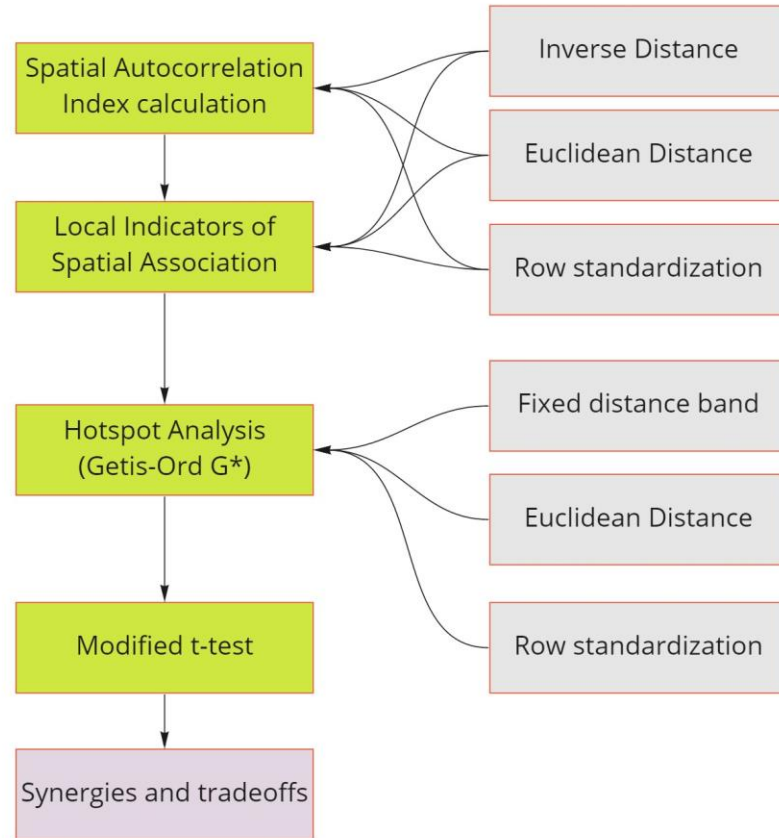 Spatial Autocorrelation
Index calculation
Local Indicators of
Spatial Association
Hotspot Analysis
(Getis-Ord G*)
Modified t-test
Synergies and tradeoffs
Inverse Distance
Euclidean Distance
Row standardization
Fixed distance band
Euclidean Distance
Row standardization